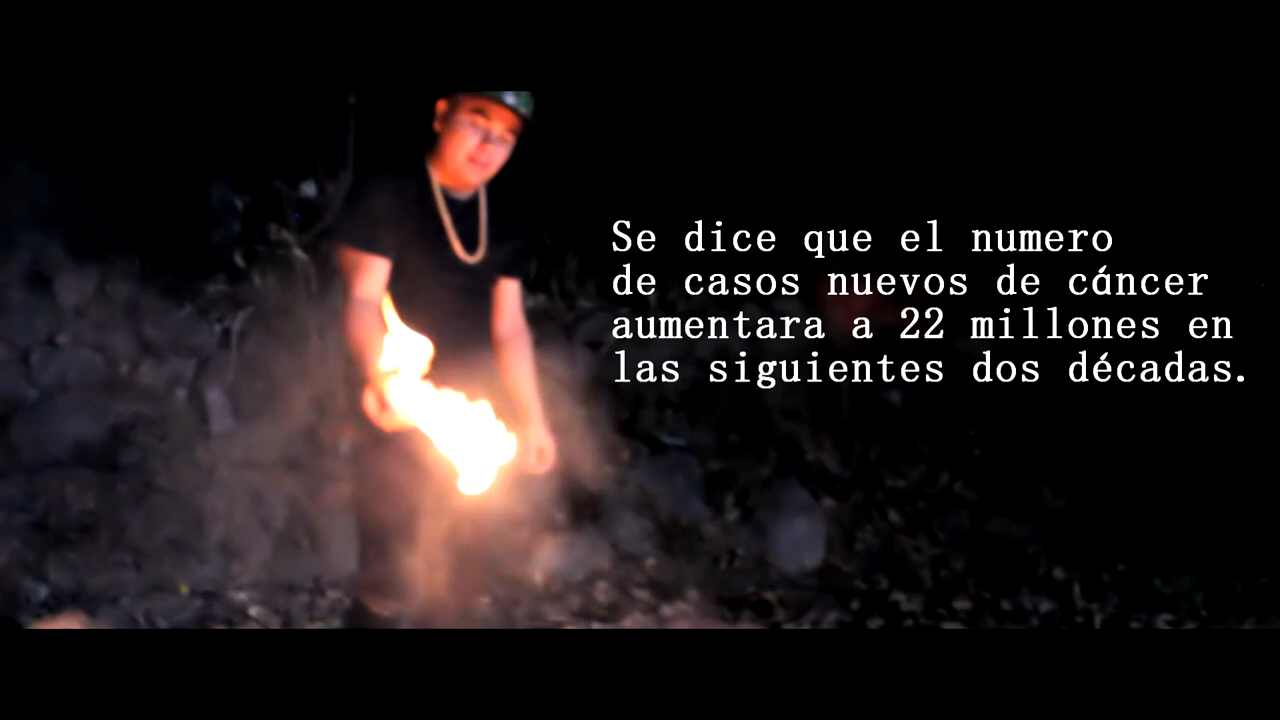 Se dice que el numero
de casos nuevos de cáncer
aumentara a 22 millones en
las siguientes dos décadas.